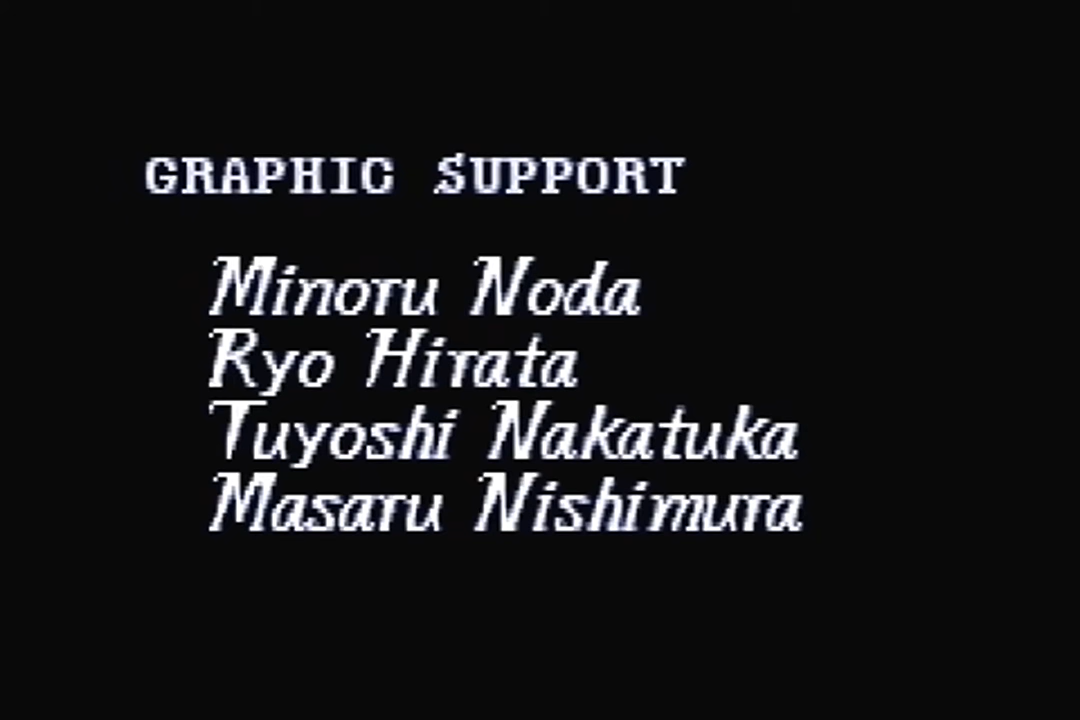 GRAPHIC SUPPORT
Minoru Noda
Ryo Hirata
Tuyoshi Nakatuka
Masaru Nishimura